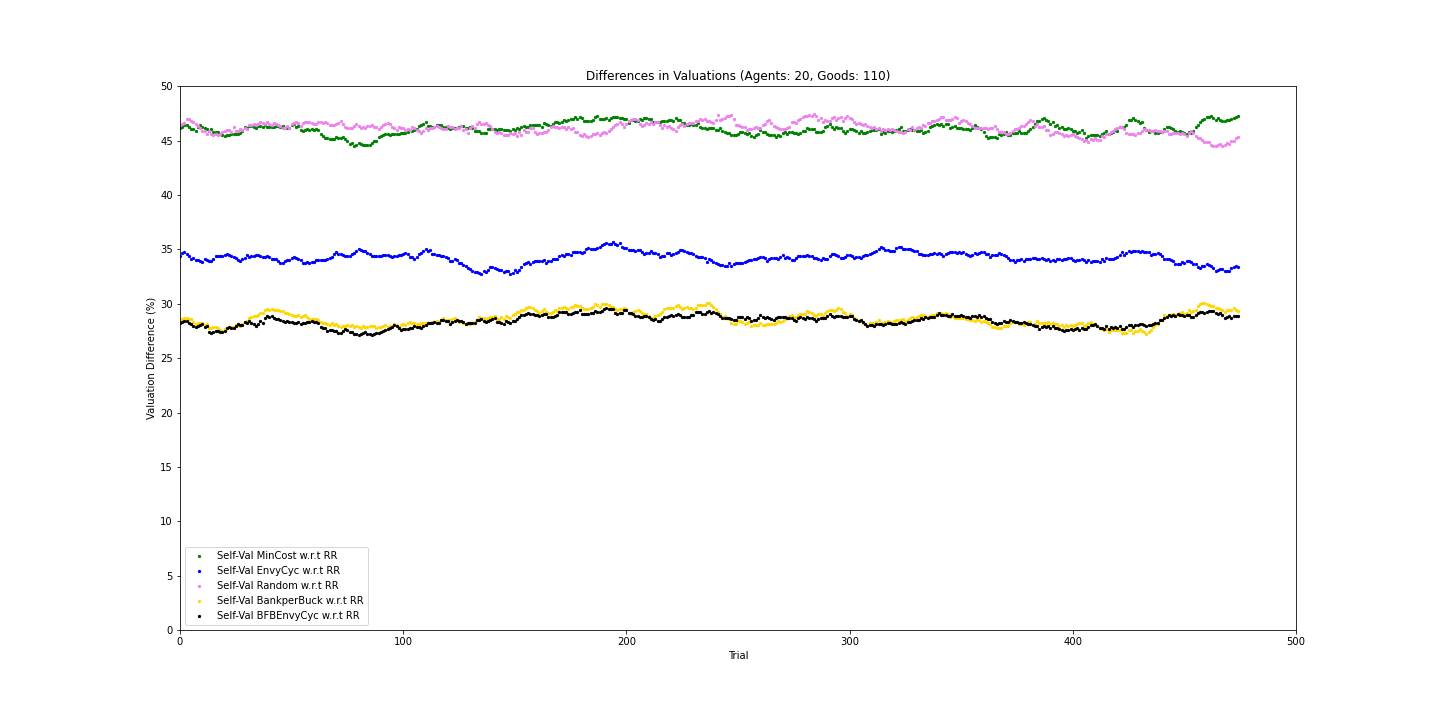 Differences in Valuations (Agents: 20, Goods: 110)
50
45
40
35
30
25
20
15
10
5
0
Valuation Difference (%)
Self-Val MinCost w.r.t RR
Self-Val EnvyCyc w.r.t RR
Self-Val Random w.r.t RR
Self-Val BankperBuck w.r.t RR
Self-Val BFBEnvyCyc w.r.t RR
0
100
200
300
400
500
Trial